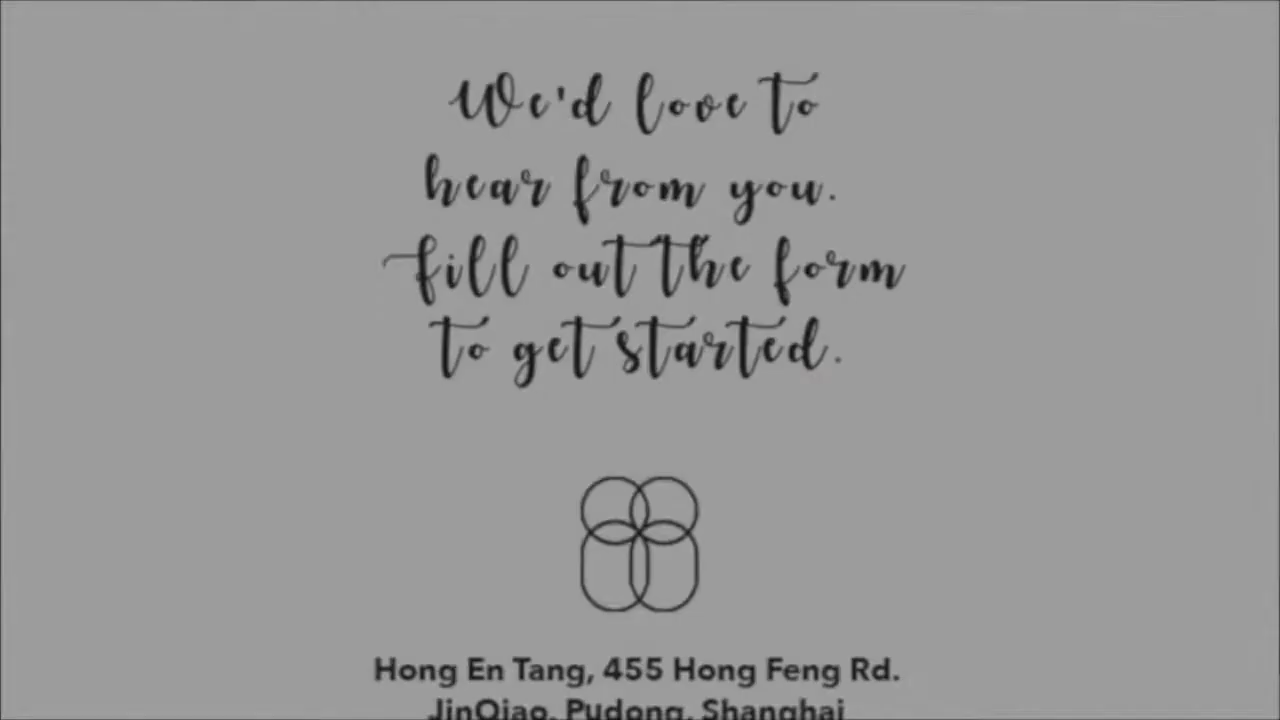 We'd love to
hear from you.
fill out the form
to get started.
Hong En Tang, 455 Hong Feng Rd.
JinQiao, Pudong, Shanghai